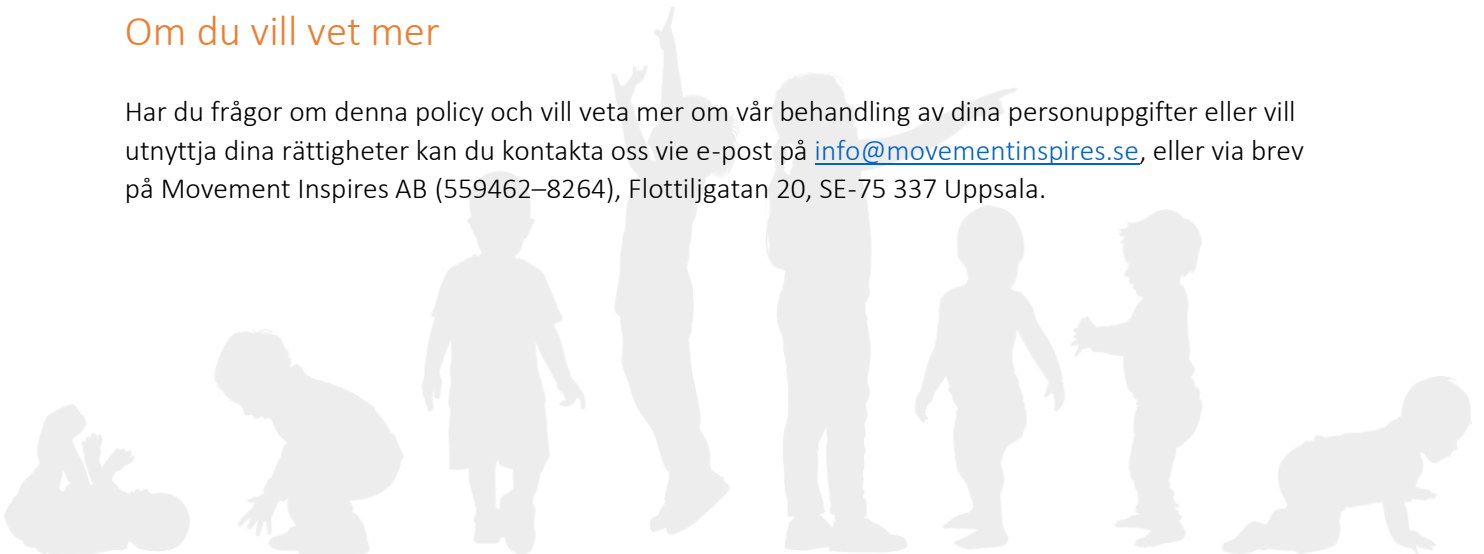 Om du vill vet mer
Har du frågor om denna policy och vill veta mer om vår behandling av dina personuppgifter eller vill
utnyttja dina rättigheter kan du kontakta oss vie e-post på info@movementinspires.se, eller via brev
på Movement Inspires AB (559462–8264), Flottiljgatan 20, SE-75 337 Uppsala.